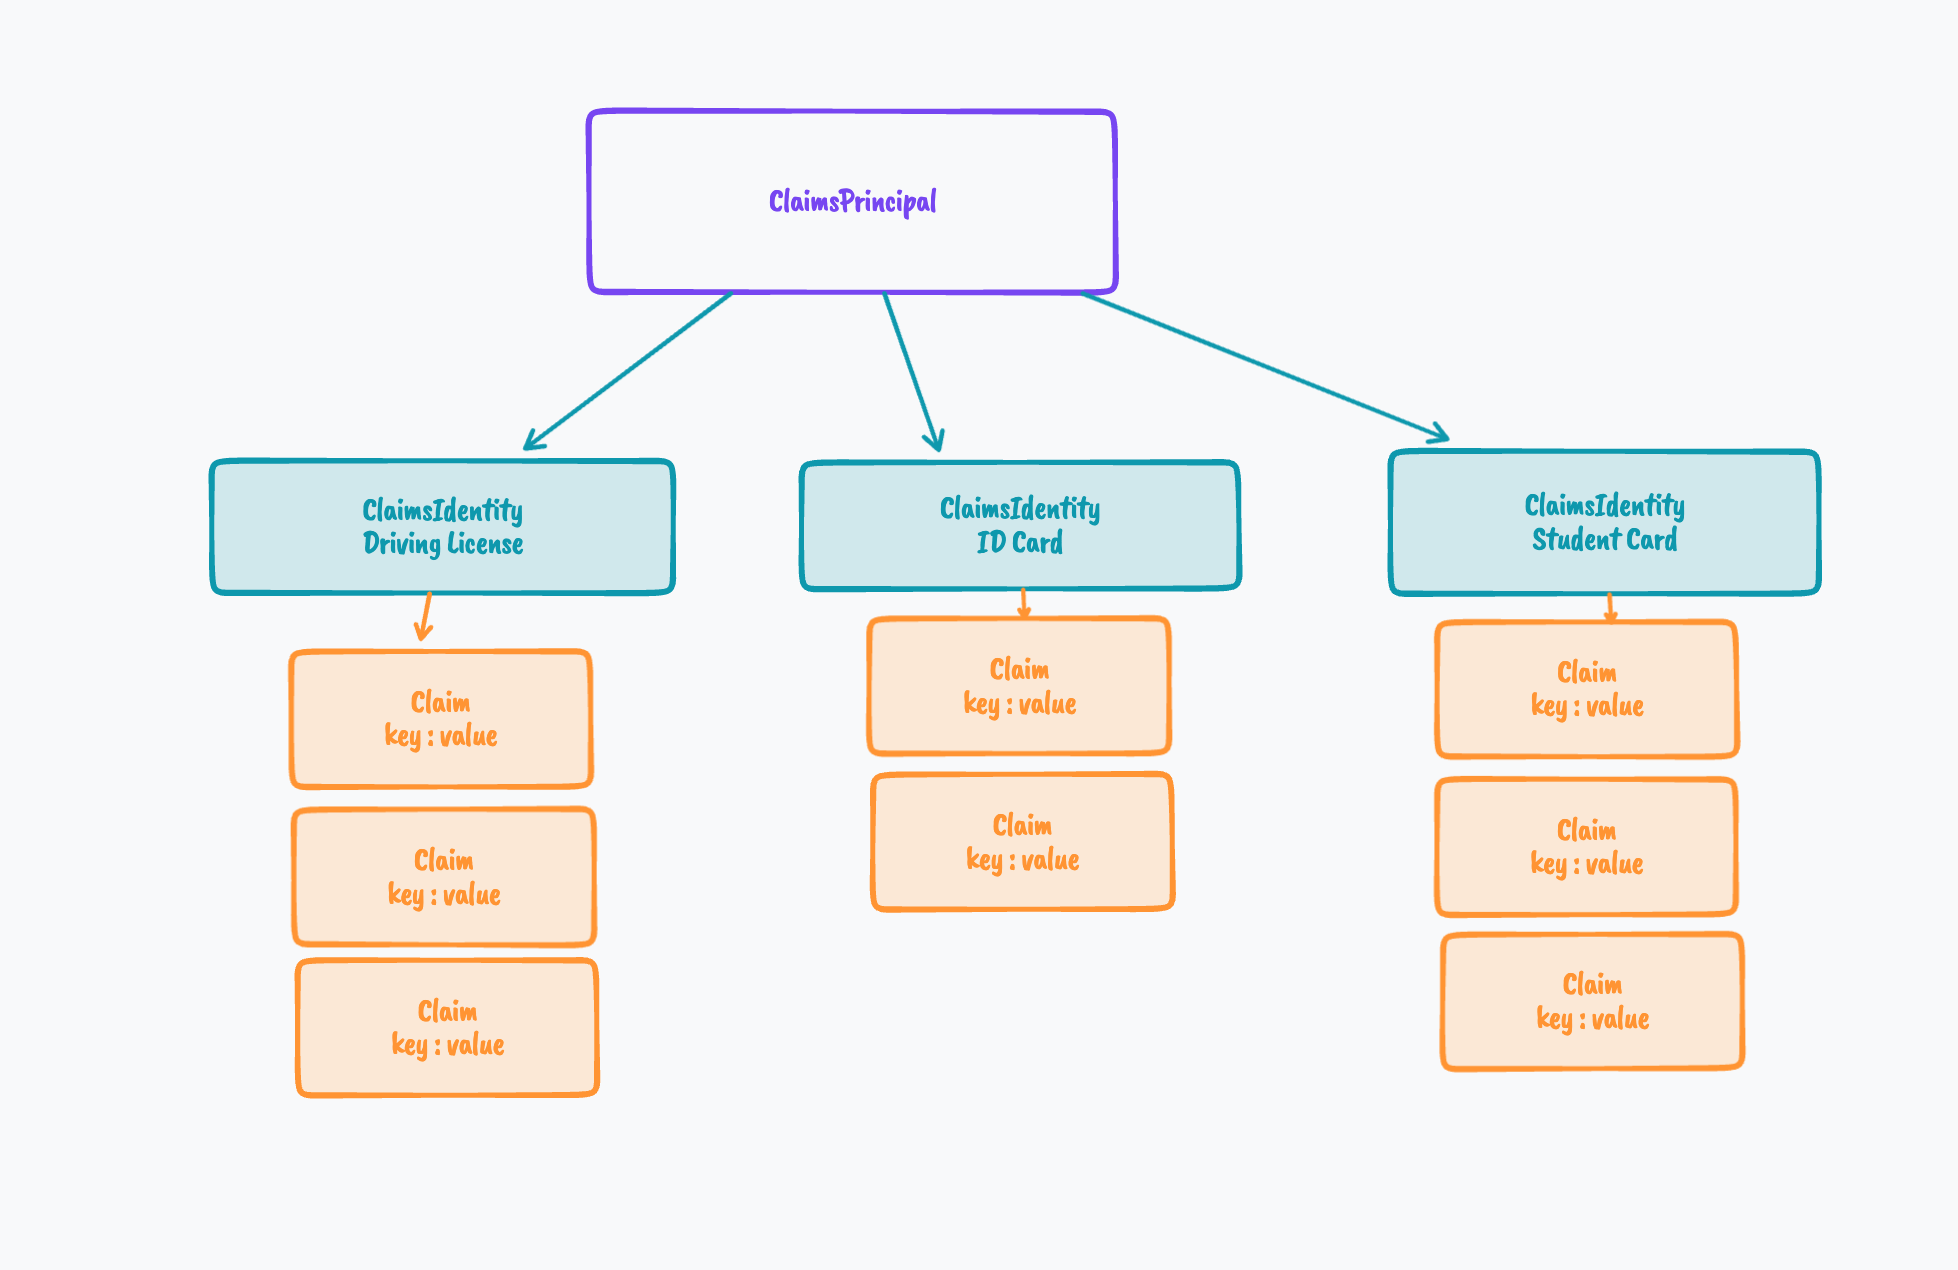 ClaimsPrincipal
ClaimsIdentity
Driving License
ClaimsIdentity
ID Card
ClaimsIdentity
Student Card
Claim
key : value
Claim
key : value
Claim
key : value
Claim
key : value
Claim
key : value
Claim
key : value
Claim
key : value
Claim
key : value